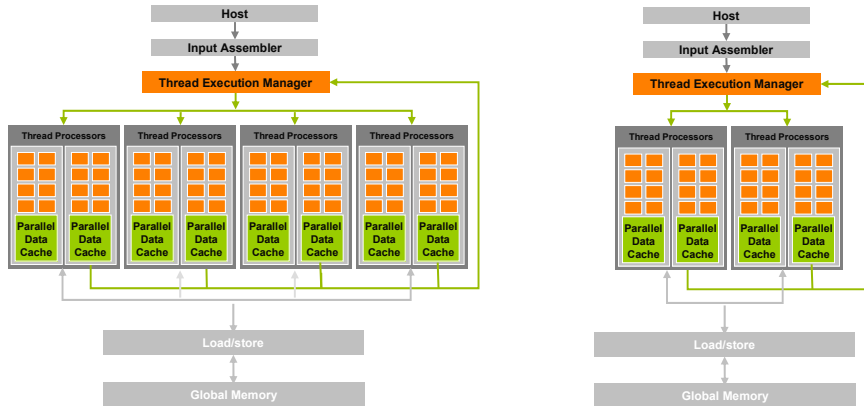 Host
Input Assembler
Thread Execution Manager
Thread Processors
Thread Processors
Thread Processors
Thread Processors
Parallel
Data
Cache
Parallel
Data
Cache
Parallel
Data
Cache
Parallel
Data
Cache
Parallel
Data
Cache
Parallel
Data
Cache
Parallel
Data
Cache
Parallel
Data
Cache
Load/store
Global Memory
Host
Input Assembler
Thread Execution Manager
Thread Processors
Thread Processors
Parallel
Data
Cache
Parallel
Data
Cache
Parallel
Data
Cache
Parallel
Data
Cache
Load/store
Global Memory